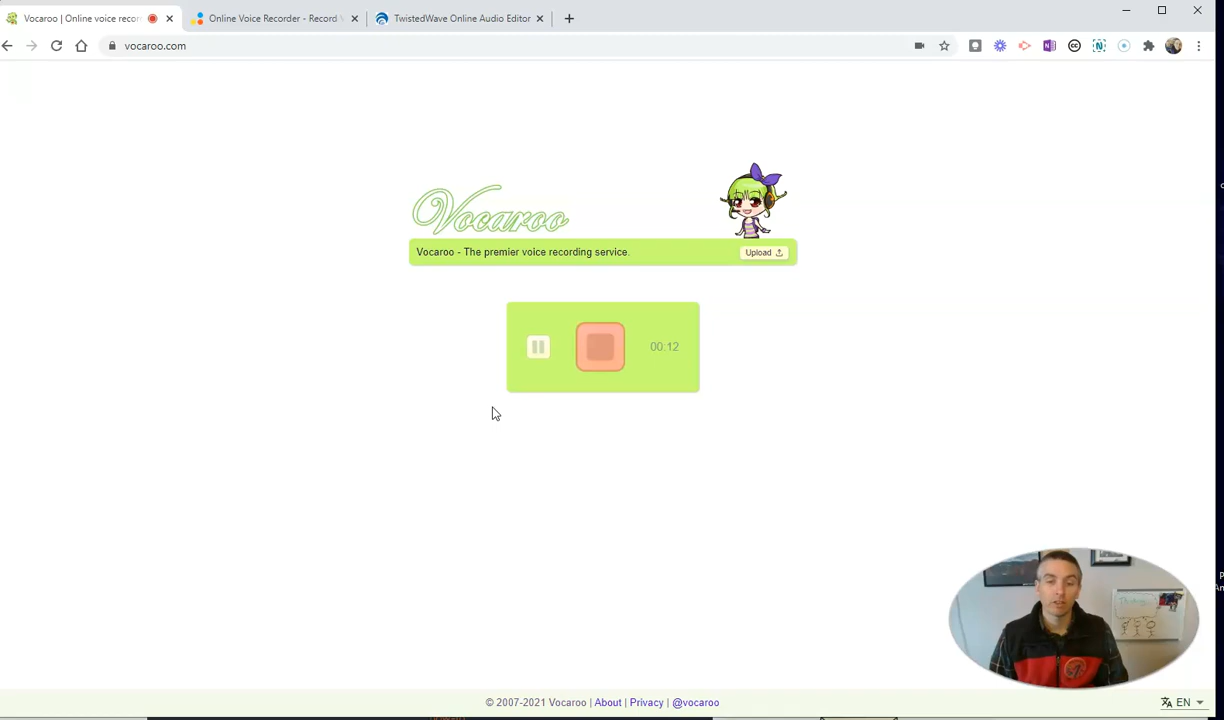 Vocaroo | Online voice recor
Online Voice Recorder - Record V
TwistedWave Online Audio Editor
vocaroo.com
Vocaroo
Vocaroo - The premier voice recording service.
Upload
00:12
© 2007-2021 Vocaroo | About | Privacy | @vocaroo
EN